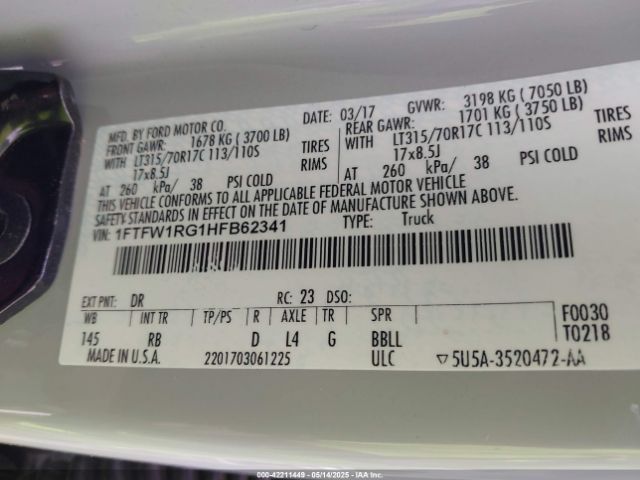 MFD. BY FORD MOTOR CO.
DATE: 03/17 GVWR: 3198 KG ( 7050 LB)
FRONT GAWR: 1678 KG ( 3700 LB)
REAR GAWR: 1701 KG ( 3750 LB)
WITH LT315/70R17C 113/110S TIRES
WITH LT315/70R17C 113/110S TIRES
17x8.5J RIMS
17x8.5J RIMS
AT 260 kPa/ 38 PSI COLD
AT 260 kPa/ 38 PSI COLD
THIS VEHICLE CONFORMS TO ALL APPLICABLE FEDERAL MOTOR VEHICLE
SAFETY STANDARDS IN EFFECT ON THE DATE OF MANUFACTURE SHOWN ABOVE.
VIN: 1FTFW1RG1HFB62341 TYPE: Truck
EXT PNT: DR RC: 23 DSO:
WB INT TR TP/PS R AXLE TR SPR F0030
145 RB D L4 G BBLL T0218
MADE IN U.S.A. 2201703061225 ULC ▽5U5A-3520472-AA
000-42211449 - 05/14/2025 - IAA Inc.